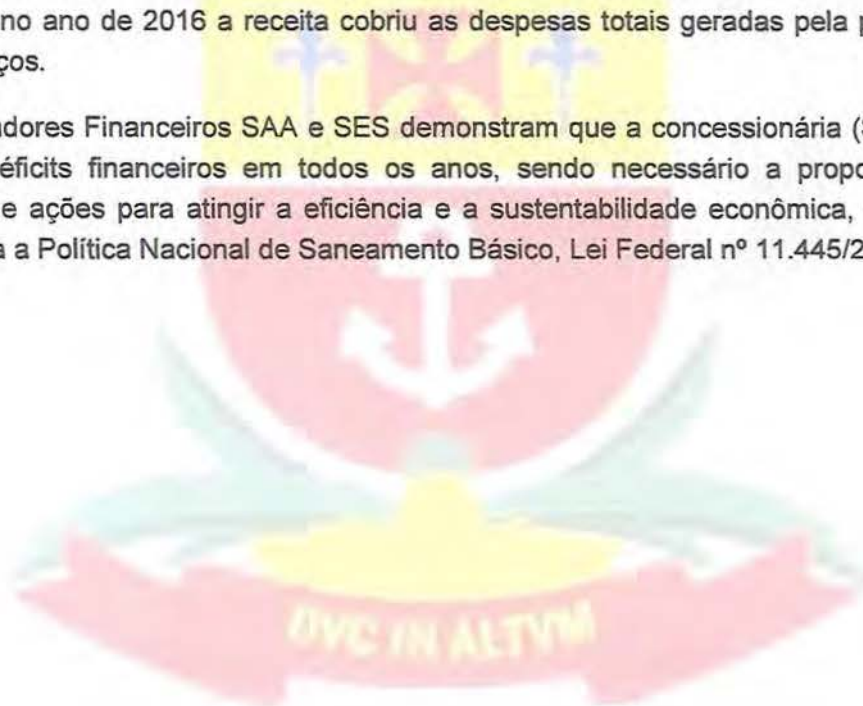 no ano de 2016 a receita cobriu as despesas totais geradas pela
ços.
dores Financeiros SAA e SES demonstram que a concessionária
éficits financeiros em todos os anos, sendo necessário a
e ações para atingir a eficiência e a sustentabilidade econômica,
a a Política Nacional de Saneamento Básico, Lei Federal nº 11.445/2
DVC IN ALTVM